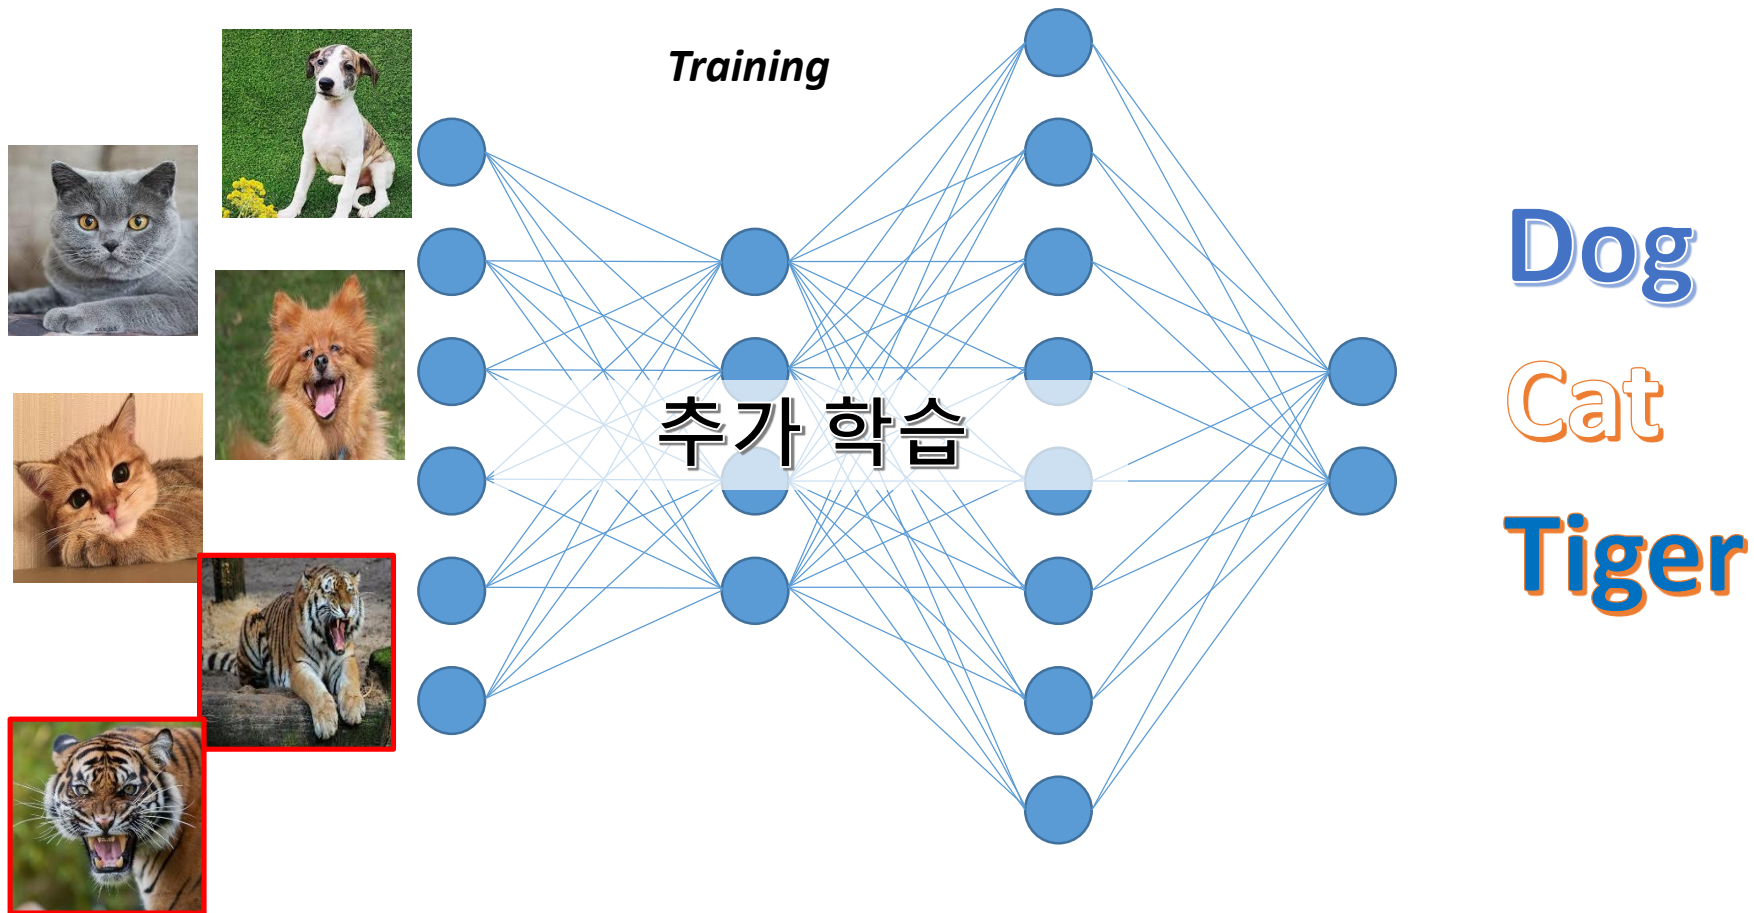 Training
Dog
Cat
추가 학습
Tiger